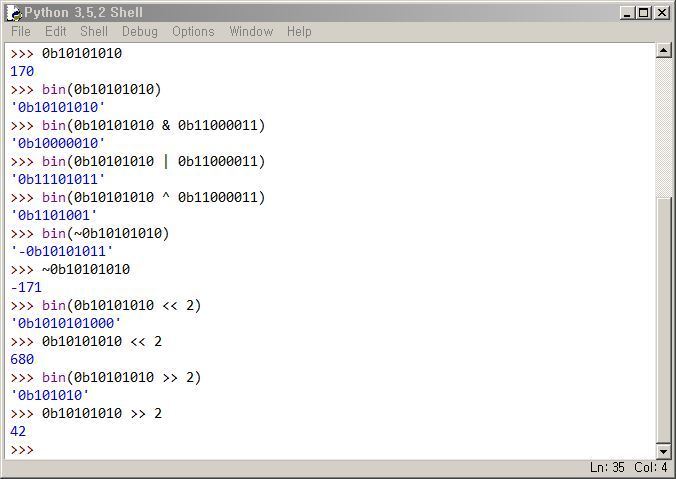 Python 3.5.2 Shell
File Edit Shell Debug Options Window Help
>>> 0b10101010
170
>>> bin(0b10101010)
'0b10101010'
>>> bin(0b10101010 & 0b11000011)
'0b10000010'
>>> bin(0b10101010 | 0b11000011)
'0b11101011'
>>> bin(0b10101010 ^ 0b11000011)
'0b1101001'
>>> bin(~0b10101010)
'-0b10101011'
>>> ~0b10101010
-171
>>> bin(0b10101010 << 2)
'0b1010101000'
>>> 0b10101010 << 2
680
>>> bin(0b10101010 >> 2)
'0b101010'
>>> 0b10101010 >> 2
42
>>>
Ln: 35 Col: 4